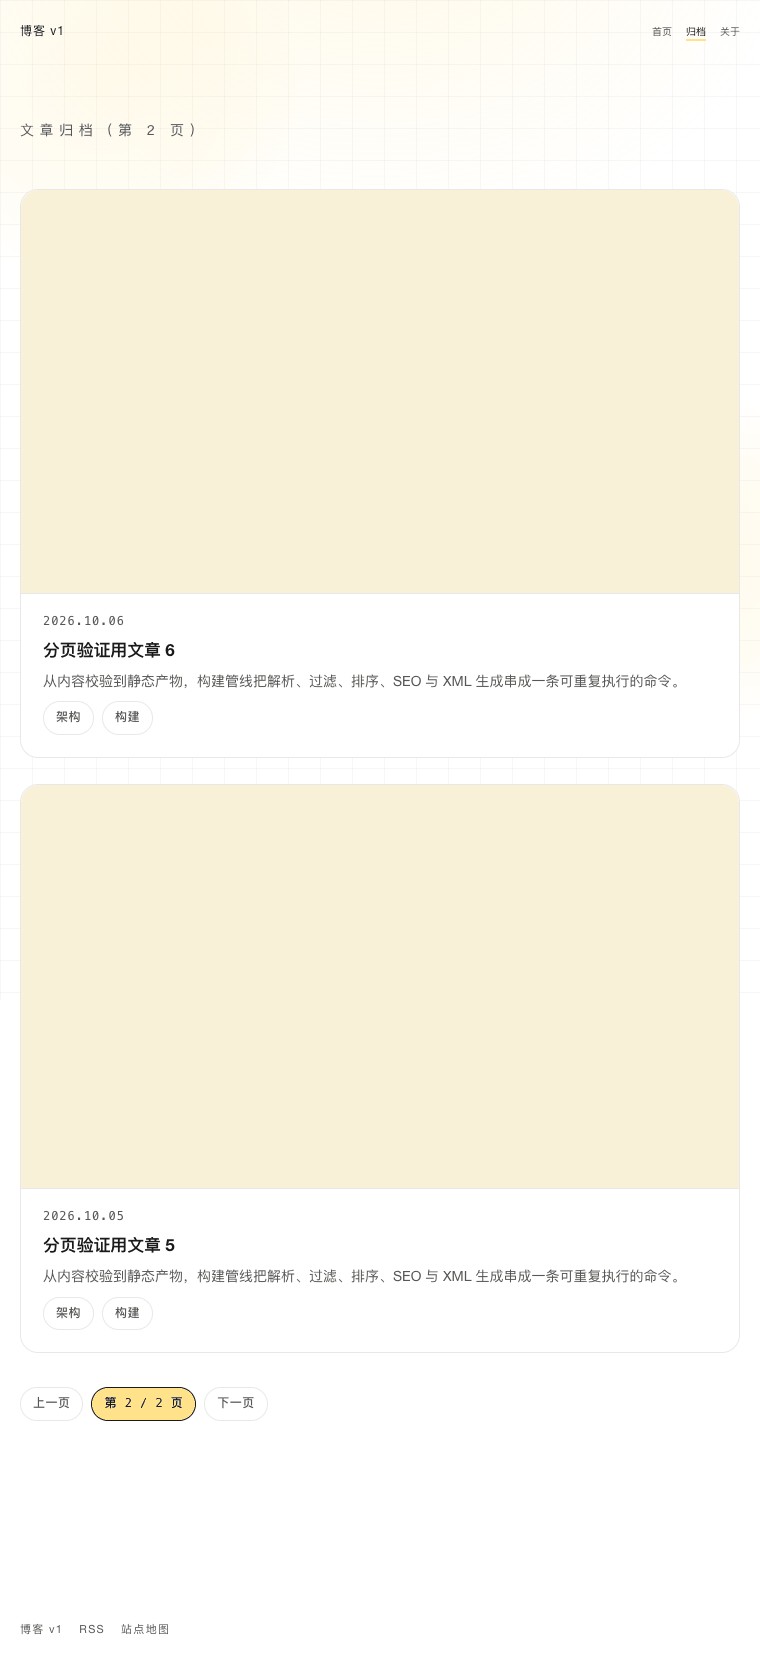 博客 v1 首页 归档 关于
文章归档（第 2 页）
2026.10.06
分页验证用文章 6
从内容校验到静态产物，构建管线把解析、过滤、排序、SEO 与 XML 生成串成一条可重复执行的命令。
架构 构建
2026.10.05
分页验证用文章 5
从内容校验到静态产物，构建管线把解析、过滤、排序、SEO 与 XML 生成串成一条可重复执行的命令。
架构 构建
上一页 第 2 / 2 页 下一页
博客 v1 RSS 站点地图